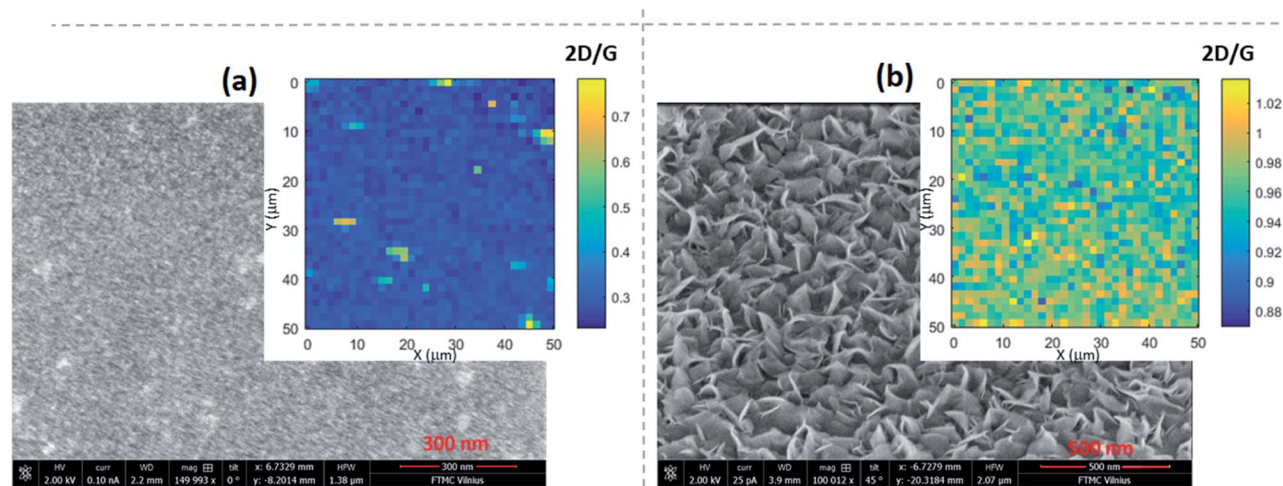 (a)
2D/G
0
10
20
30
40
50
Y (μm)
0 10 20 30 40 50
X (μm)
0.7
0.6
0.5
0.4
0.3
300 nm
HV curr WD mag tilt x: 6.7329 mm HFW 300 nm
2.00 kV 0.10 nA 2.2 mm 149 993 x 0 ° y: -8.2014 mm 1.38 μm FTMC Vilnius
(b)
2D/G
0
10
20
30
40
50
Y (μm)
0 10 20 30 40 50
X (μm)
1.02
1
0.98
0.96
0.94
0.92
0.9
0.88
500 nm
HV curr WD mag tilt x: -6.7279 mm HFW 500 nm
2.00 kV 25 pA 3.9 mm 100 012 x 45 ° y: -20.3184 mm 2.07 μm FTMC Vilnius